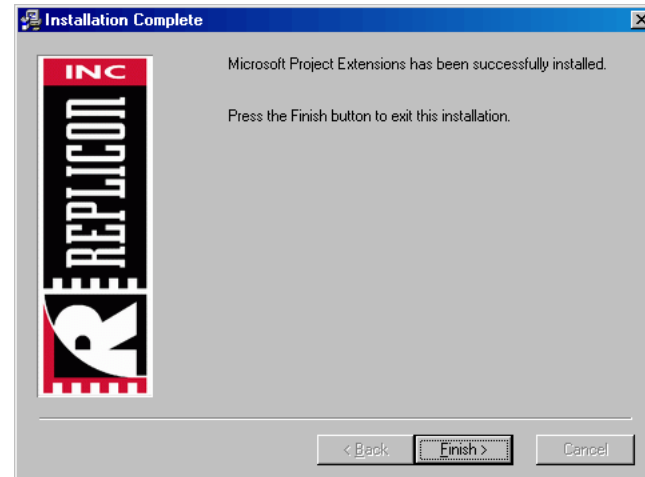 Installation Complete
INC
REPLICON
R
Microsoft Project Extensions has been successfully installed.
Press the Finish button to exit this installation.
< Back
Finish >
Cancel